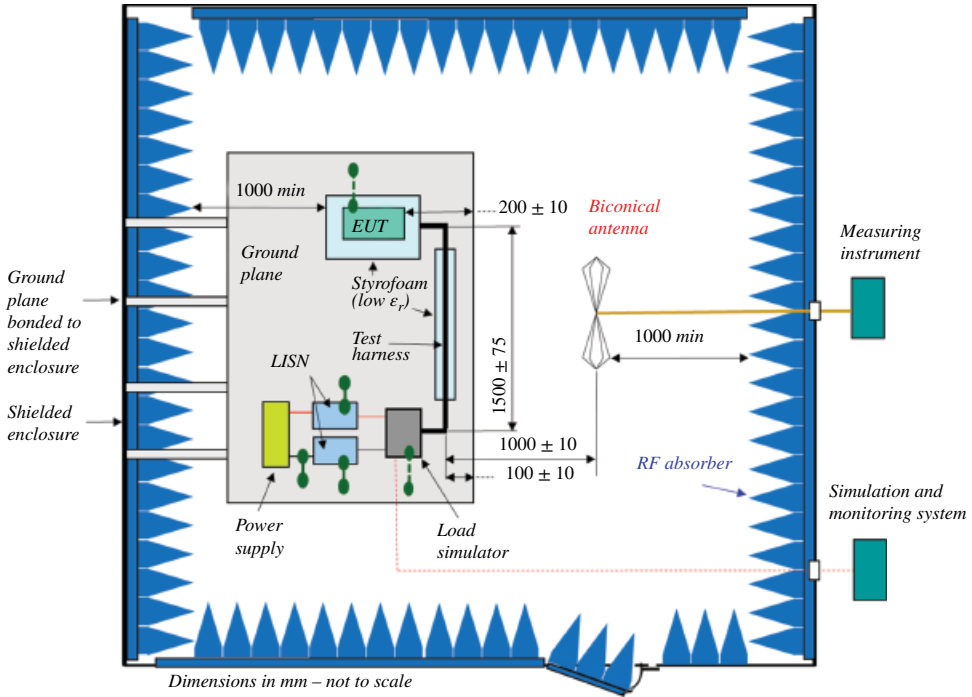 1000 min
200 ± 10
EUT
Biconical
antenna
Measuring
instrument
Ground
plane
Ground
plane
bonded to
shielded
enclosure
Styrofoam
(low εr)
Test
harness
1000 min
LISN
1500 ± 75
Shielded
enclosure
1000 ± 10
100 ± 10
RF absorber
Simulation and
monitoring system
Power
supply
Load
simulator
Dimensions in mm – not to scale